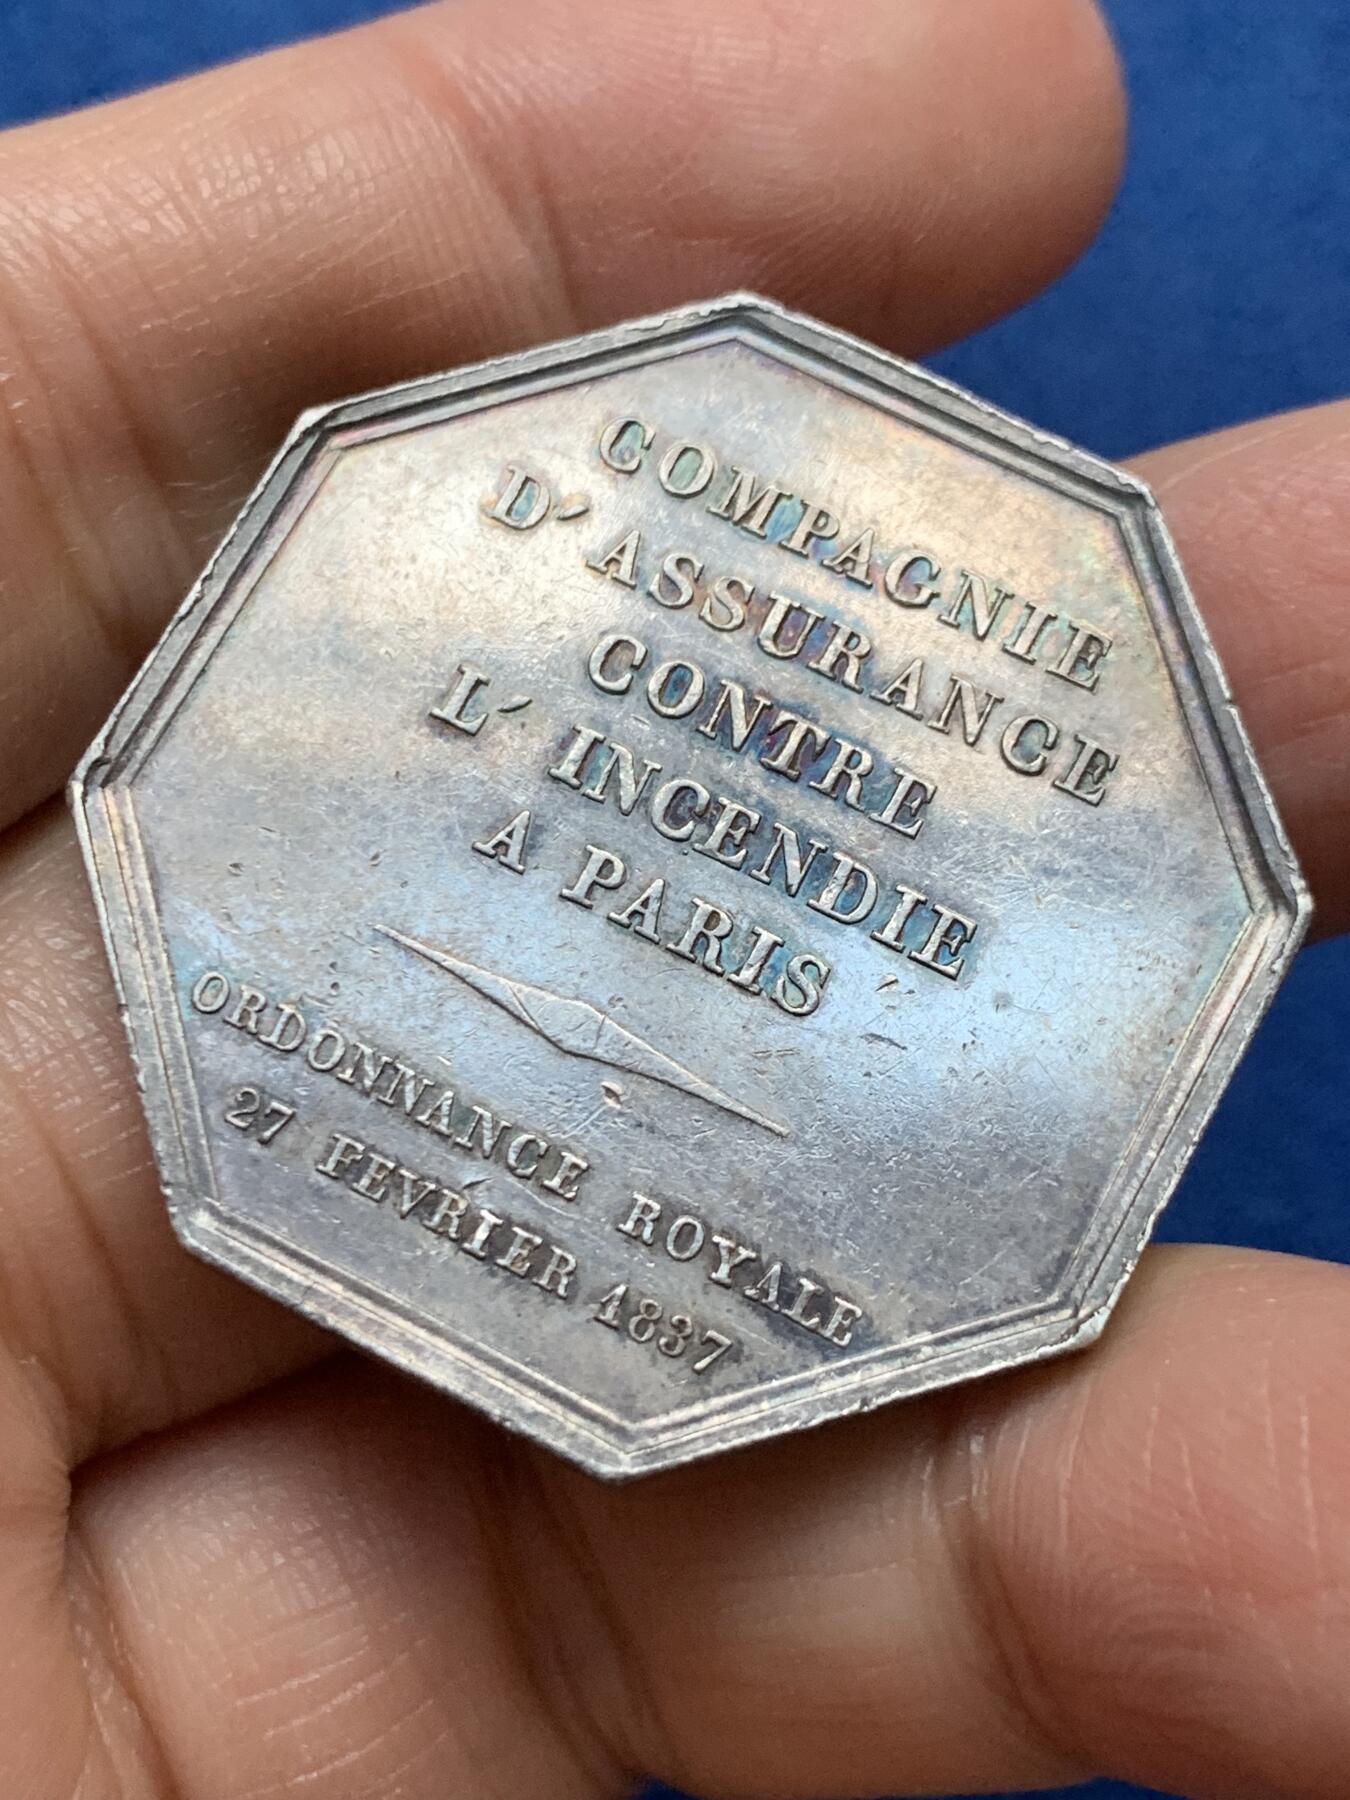 COMPAGNIE
D'ASSURANCE
CONTRE
L'INCENDIE
A PARIS
ORDONNANCE ROYALE
27 FEVRIER 1837